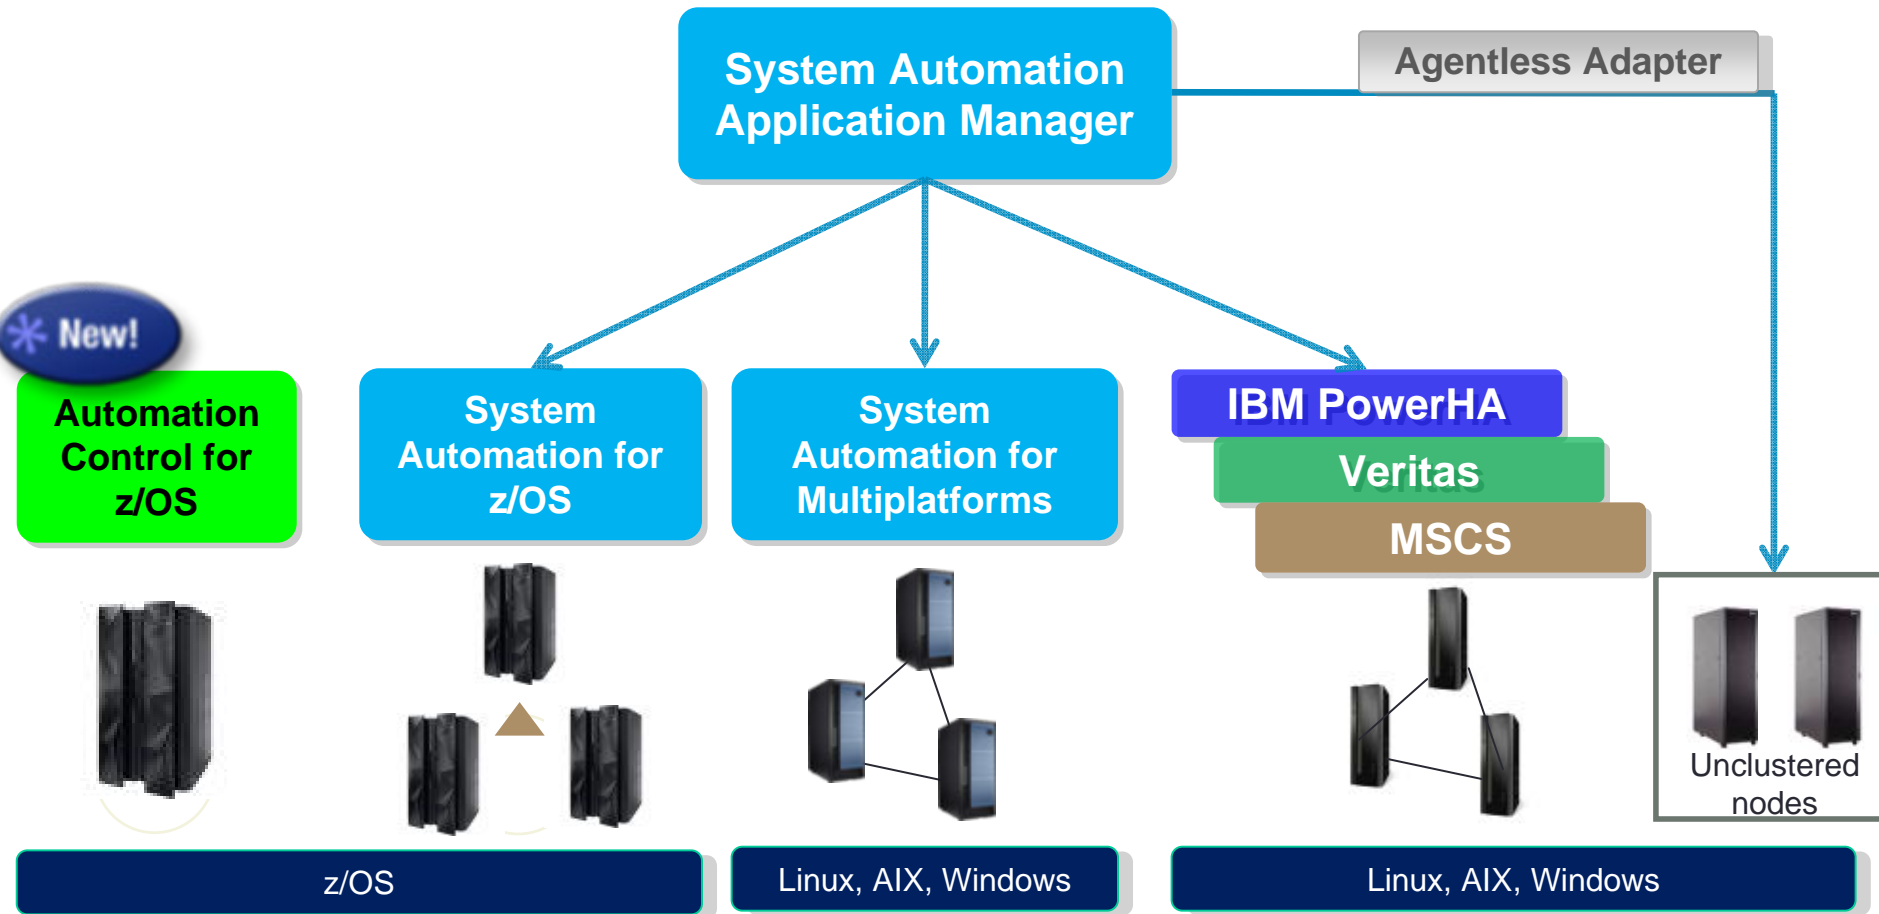 System Automation
Application Manager
Agentless Adapter
New!
Automation
Control for
z/OS
System
Automation for
z/OS
System
Automation for
Multiplatforms
IBM PowerHA
Veritas
MSCS
Unclustered
nodes
z/OS
Linux, AIX, Windows
Linux, AIX, Windows